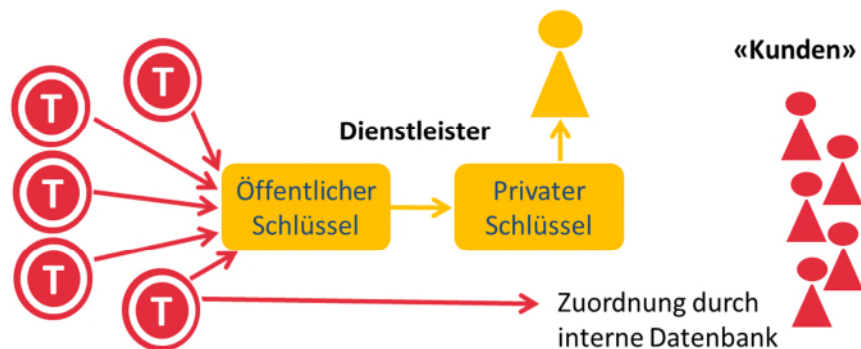 «Kunden»
T
T
T
T
T
Dienstleister
Öffentlicher
Schlüssel
Privater
Schlüssel
Zuordnung durch
interne Datenbank